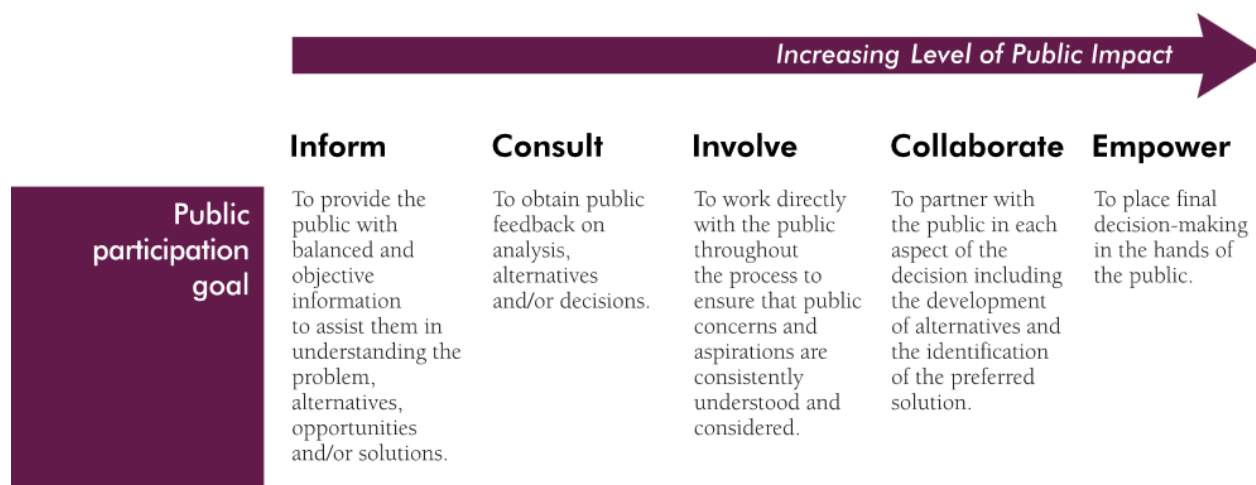 Increasing Level of Public Impact
Inform
Consult
Involve
Collaborate
Empower
Public
participation
goal
To provide the
public with
balanced and
objective
information
to assist them in
understanding the
problem,
alternatives,
opportunities
and/or solutions.
To obtain public
feedback on
analysis,
alternatives
and/or decisions.
To work directly
with the public
throughout
the process to
ensure that public
concerns and
aspirations are
consistently
understood and
considered.
To partner with
the public in each
aspect of the
decision including
the development
of alternatives and
the identification
of the preferred
solution.
To place final
decision-making
in the hands of
the public.